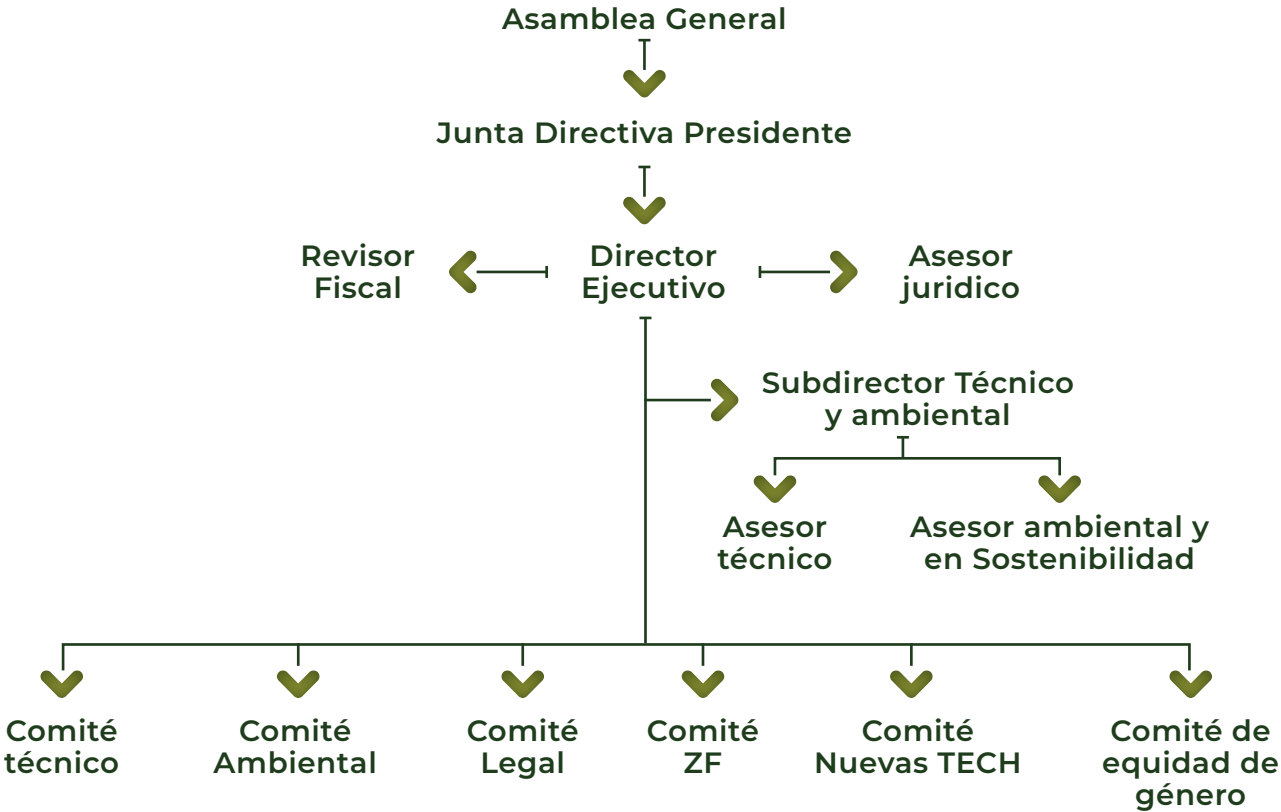 Asamblea General
Junta Directiva Presidente
Revisor
Fiscal
Director
Ejecutivo
Asesor
juridico
Subdirector Técnico
y ambiental
Asesor
técnico
Asesor ambiental y
en Sostenibilidad
Comité
técnico
Comité
Ambiental
Comité
Legal
Comité
ZF
Comité
Nuevas TECH
Comité de
equidad de
género